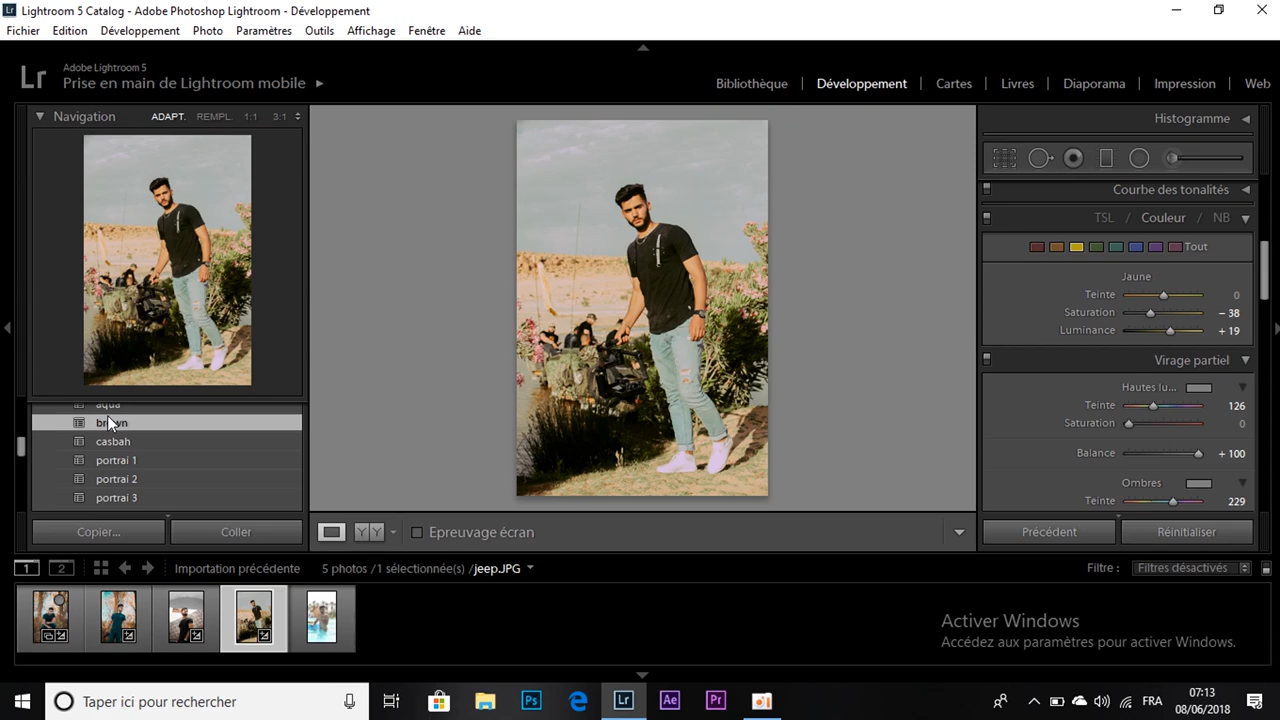 Lightroom 5 Catalog - Adobe Photoshop Lightroom - Développement
Fichier Edition Développement Photo Paramètres Outils Affichage Fenêtre Aide
Lr
Adobe Lightroom 5
Prise en main de Lightroom mobile
Bibliothèque Développement Cartes Livres Diaporama Impression Web
Navigation ADAPT. REMPL. 1:1 3:1
aqua
brown
casbah
portrai 1
portrai 2
portrai 3
Copier... Coller
Epreuvage écran
Histogramme
Courbe des tonalités
TSL / Couleur / NB
Tout
Jaune
Teinte 0
Saturation – 38
Luminance + 19
Virage partiel
Hautes lu...
Teinte 126
Saturation 0
Balance + 100
Ombres
Teinte 229
Précédent Réinitialiser
1 2 Importation précédente 5 photos /1 sélectionnée(s) /jeep.JPG Filtre : Filtres désactivés
Activer Windows
Accédez aux paramètres pour activer Windows.
Taper ici pour rechercher
Ps Lr Ae Pr
FRA
07:13
08/06/2018